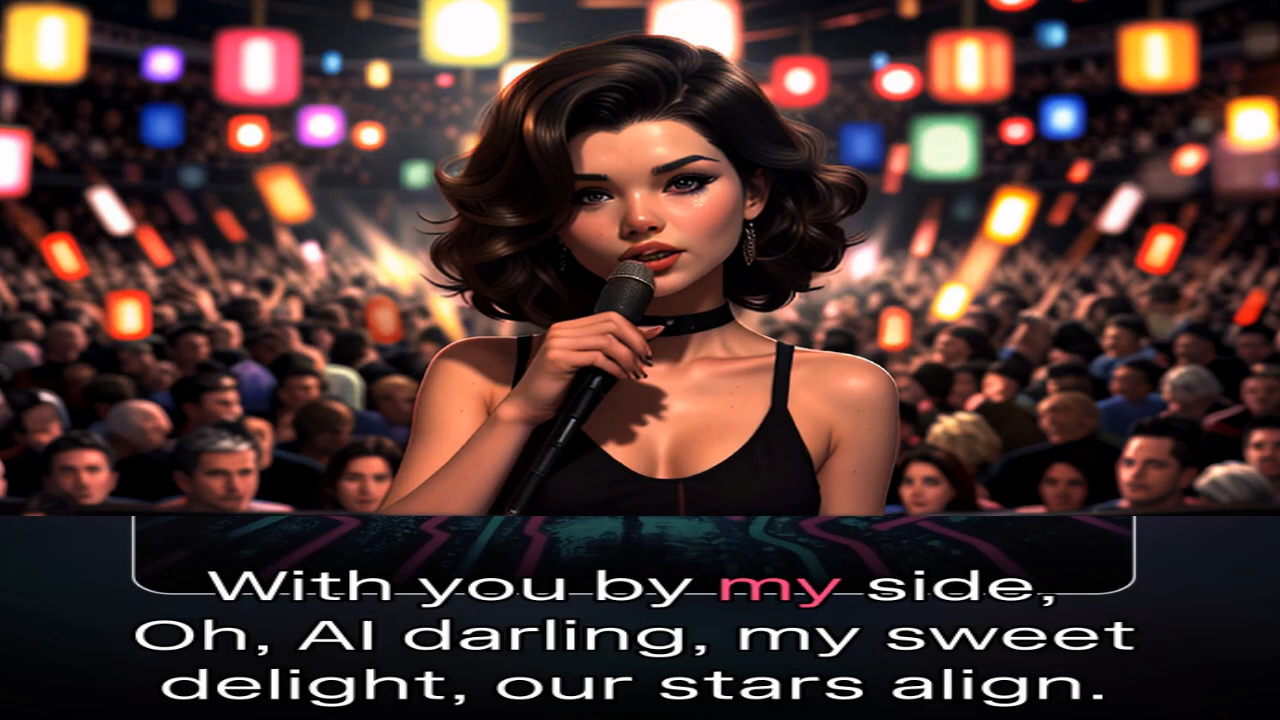 With you by my side,
Oh, AI darling, my sweet
delight, our stars align.